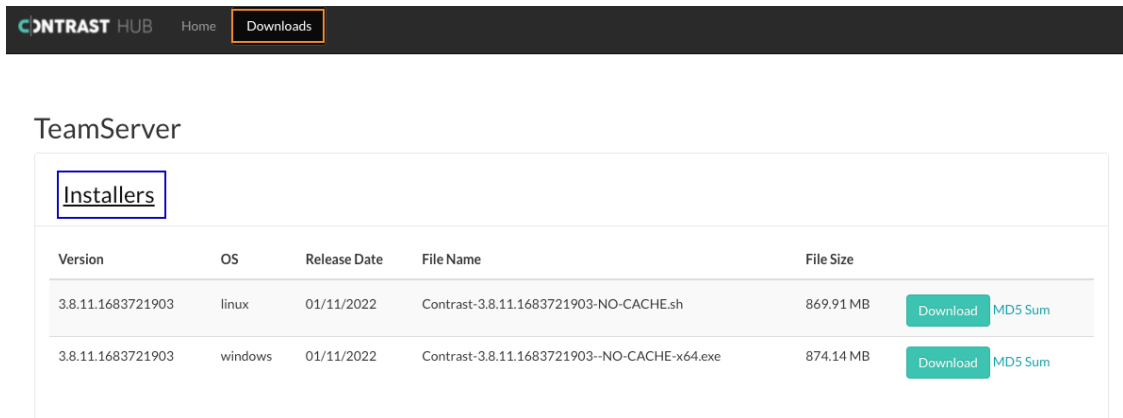 CONTRAST HUB Home Downloads
TeamServer
Installers
Version OS Release Date File Name File Size
3.8.11.1683721903 linux 01/11/2022 Contrast-3.8.11.1683721903-NO-CACHE.sh 869.91 MB Download MD5 Sum
3.8.11.1683721903 windows 01/11/2022 Contrast-3.8.11.1683721903--NO-CACHE-x64.exe 874.14 MB Download MD5 Sum